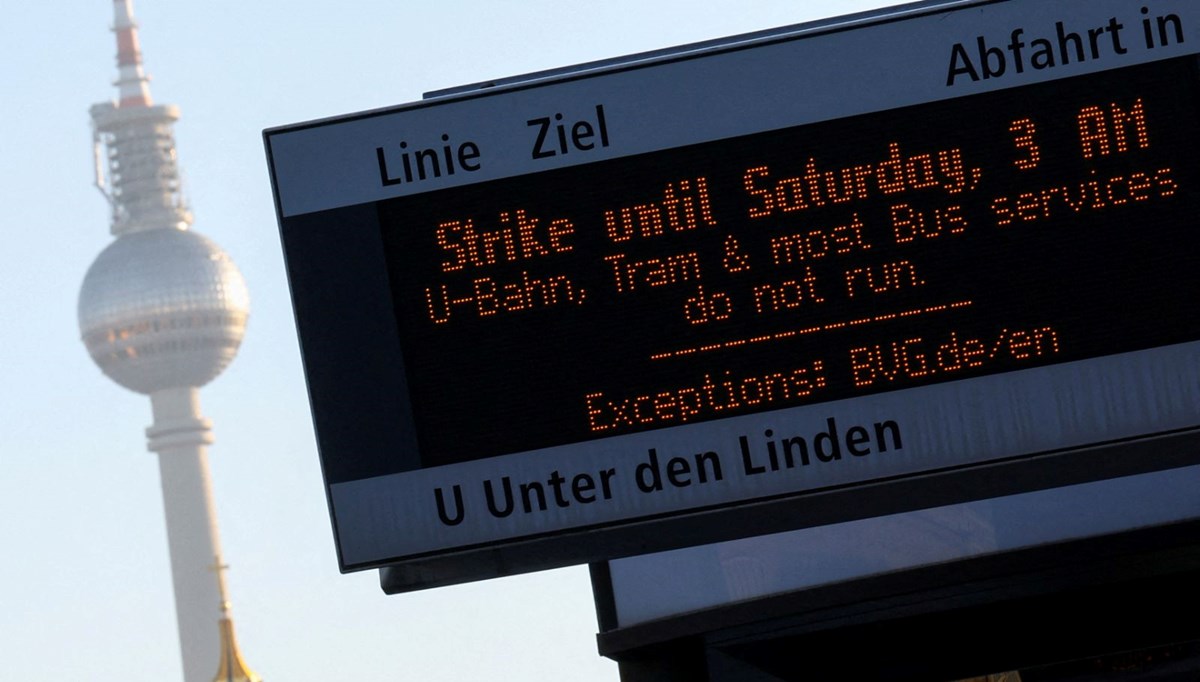 Linie Ziel Abfahrt in
Strike until Saturday, 3 AM
U-Bahn, Tram & most Bus services
do not run.
Exceptions: BVG.de/en
U Unter den Linden